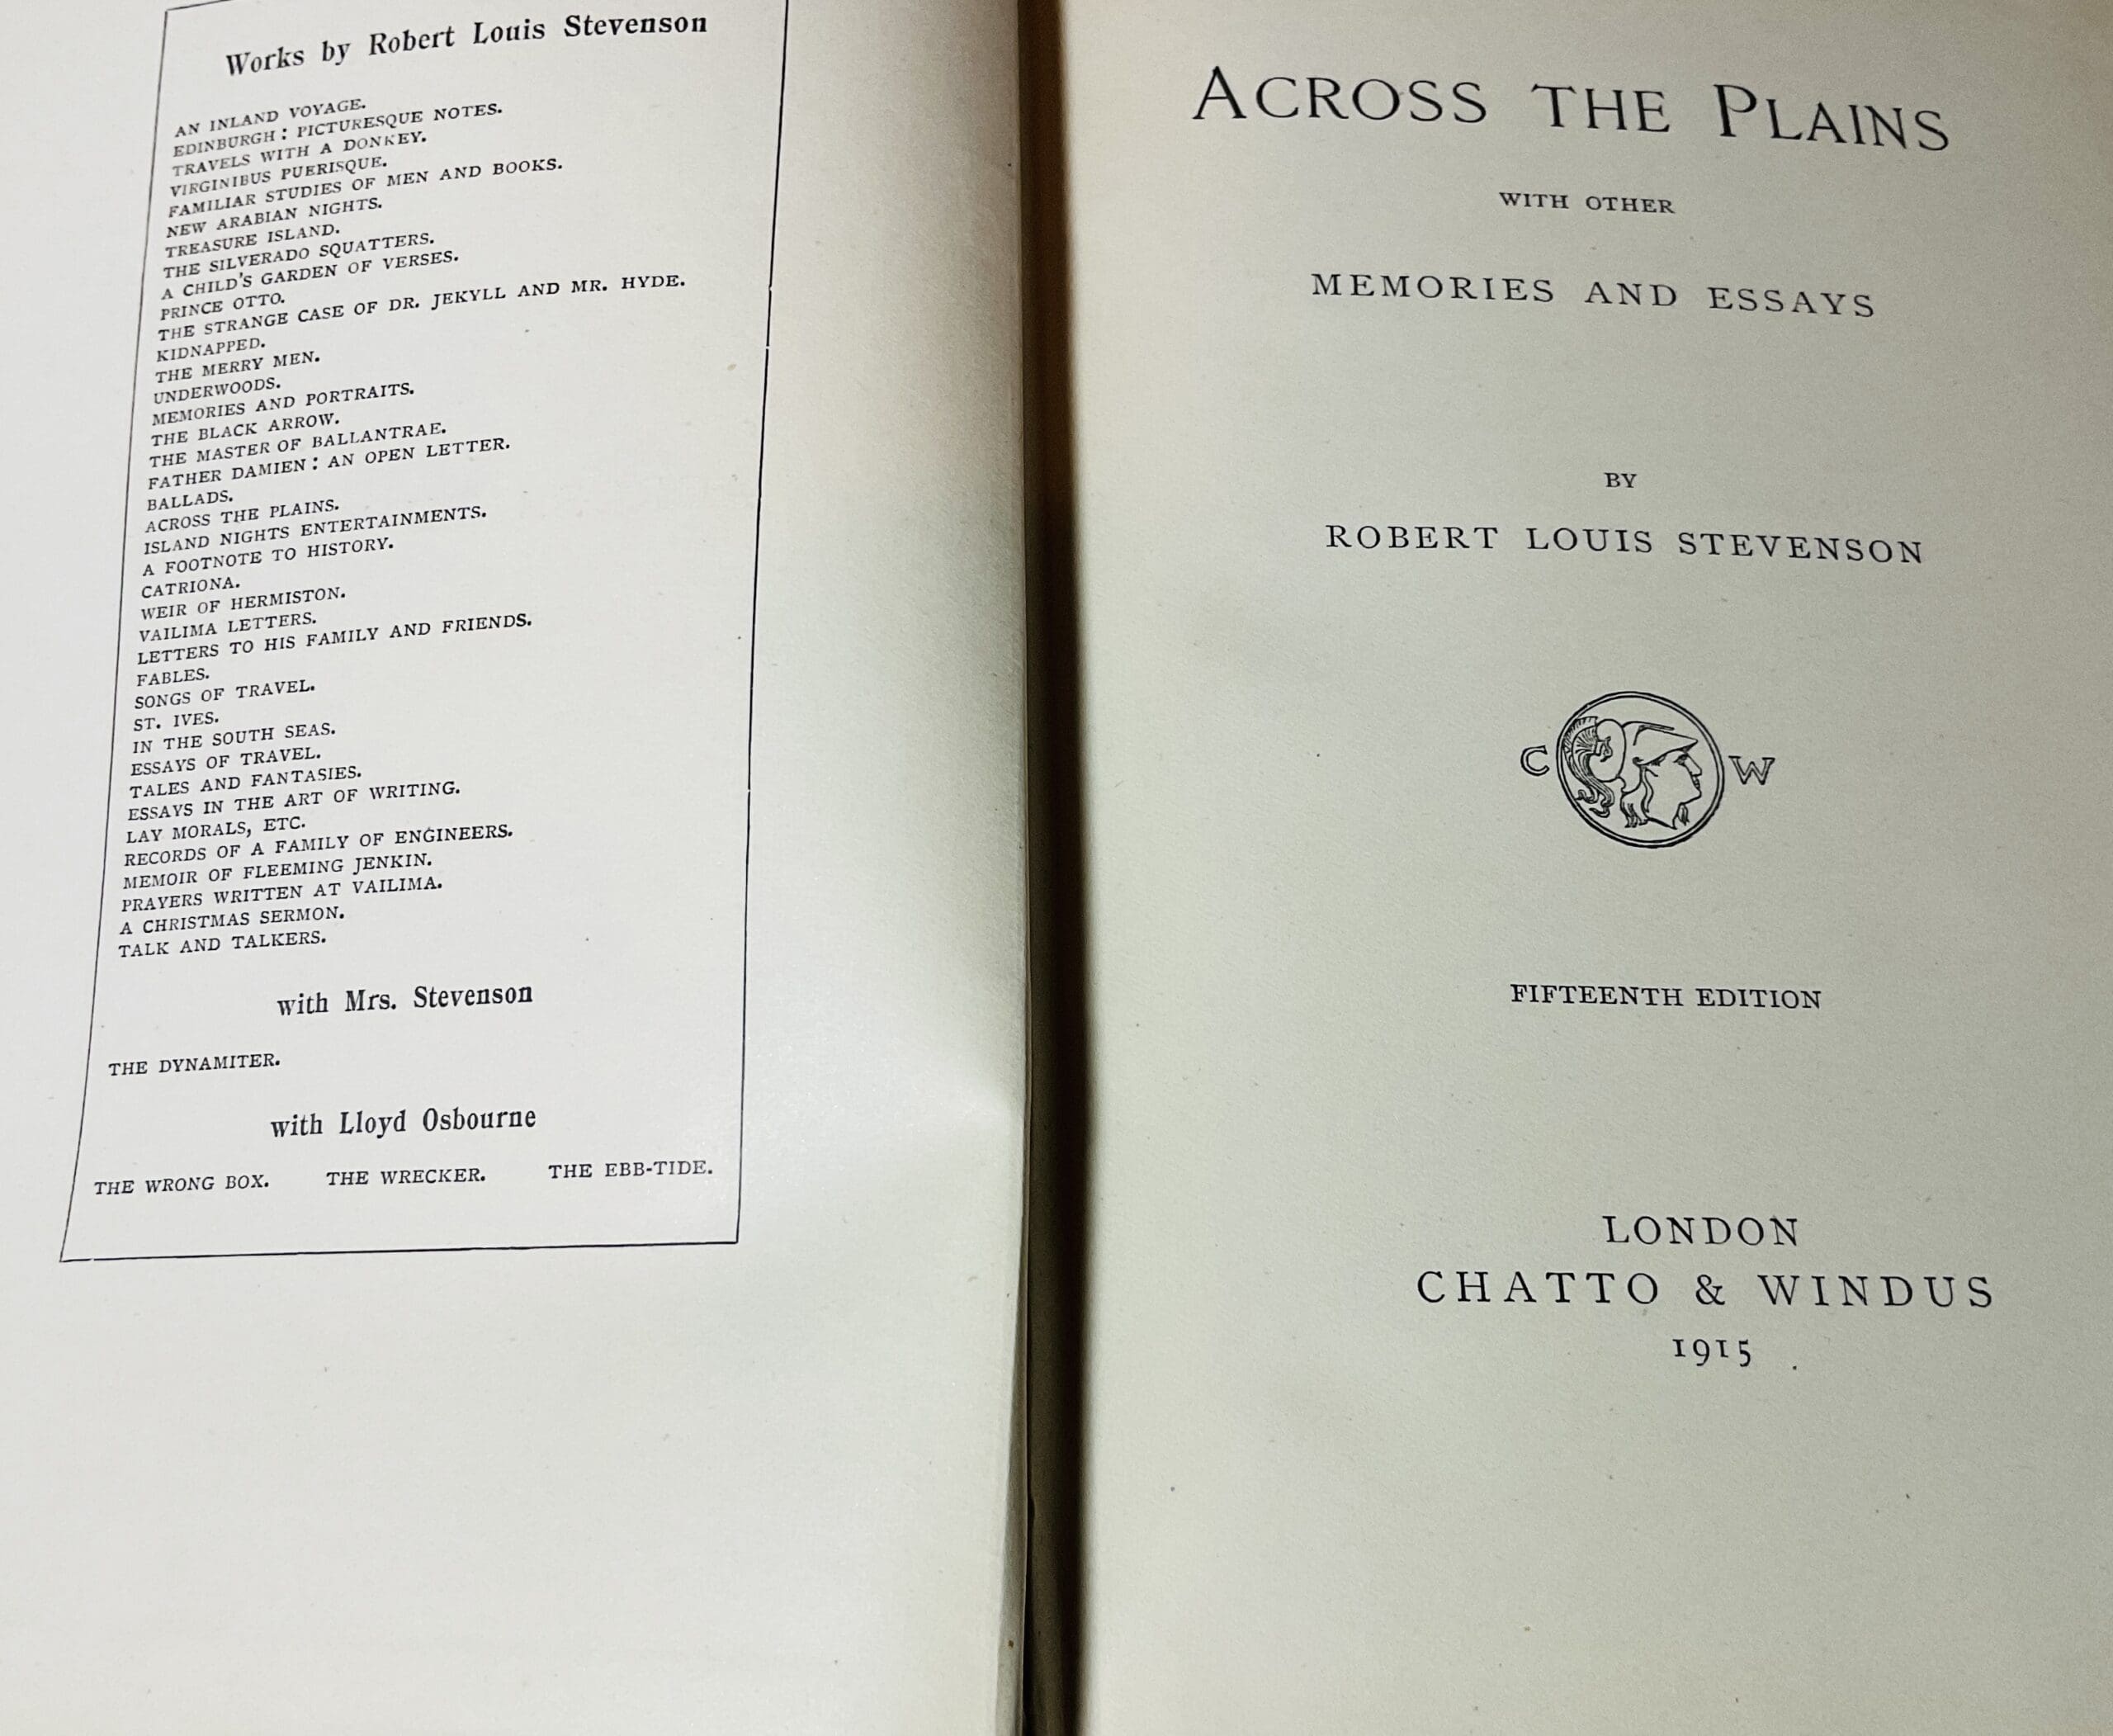 Works by Robert Louis Stevenson
AN INLAND VOYAGE.
EDINBURGH: PICTURESQUE NOTES.
TRAVELS WITH A DONKEY.
VIRGINIBUS PUERISQUE.
FAMILIAR STUDIES OF MEN AND BOOKS.
NEW ARABIAN NIGHTS.
TREASURE ISLAND.
THE SILVERADO SQUATTERS.
A CHILD'S GARDEN OF VERSES.
PRINCE OTTO.
THE STRANGE CASE OF DR. JEKYLL AND MR. HYDE.
KIDNAPPED.
THE MERRY MEN.
UNDERWOODS.
MEMORIES AND PORTRAITS.
THE BLACK ARROW.
THE MASTER OF BALLANTRAE.
FATHER DAMIEN: AN OPEN LETTER.
BALLADS.
ACROSS THE PLAINS.
ISLAND NIGHTS ENTERTAINMENTS.
A FOOTNOTE TO HISTORY.
CATRIONA.
WEIR OF HERMISTON.
VAILIMA LETTERS.
LETTERS TO HIS FAMILY AND FRIENDS.
FABLES.
SONGS OF TRAVEL.
ST. IVES.
IN THE SOUTH SEAS.
ESSAYS OF TRAVEL.
TALES AND FANTASIES.
ESSAYS IN THE ART OF WRITING.
LAY MORALS, ETC.
RECORDS OF A FAMILY OF ENGINEERS.
MEMOIR OF FLEEMING JENKIN.
PRAYERS WRITTEN AT VAILIMA.
A CHRISTMAS SERMON.
TALK AND TALKERS.
with Mrs. Stevenson
THE DYNAMITER.
with Lloyd Osbourne
THE WRONG BOX. THE WRECKER. THE EBB-TIDE.
ACROSS THE PLAINS
WITH OTHER
MEMORIES AND ESSAYS
BY
ROBERT LOUIS STEVENSON
C W
FIFTEENTH EDITION
LONDON
CHATTO & WINDUS
1915